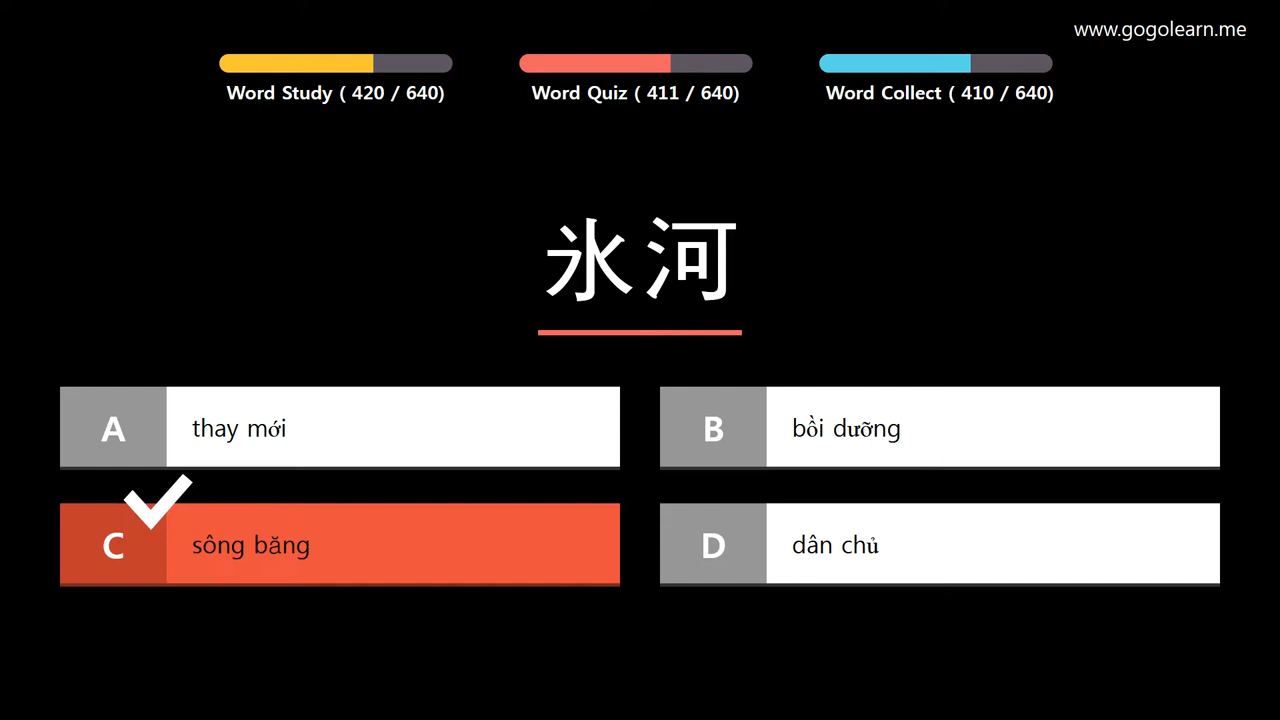 www.gogolearn.me
Word Study ( 420 / 640)
Word Quiz ( 411 / 640)
Word Collect ( 410 / 640)
氷河
A thay mới
B bồi dưỡng
C sông băng
D dân chủ